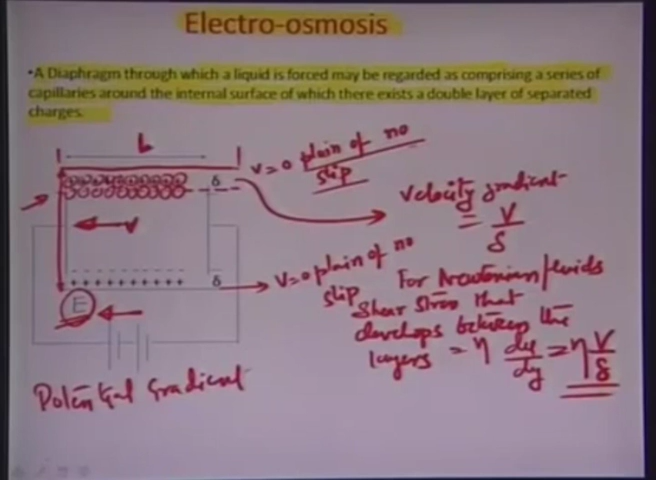 Electro-osmosis
•A Diaphragm through which a liquid is forced may be regarded as comprising a series of
capillaries around the internal surface of which there exists a double layer of separated
charges.
L
V=0 plain of no
slip
δ
Velocity gradient
= V/δ
V
V=0 plain of no
slip
δ
- - - - - - - - - -
+ + + + + + + + + +
E
For Newtonian fluids
Shear stress that
develops between the
layers = η du/dy = η V/δ
Potential Gradient